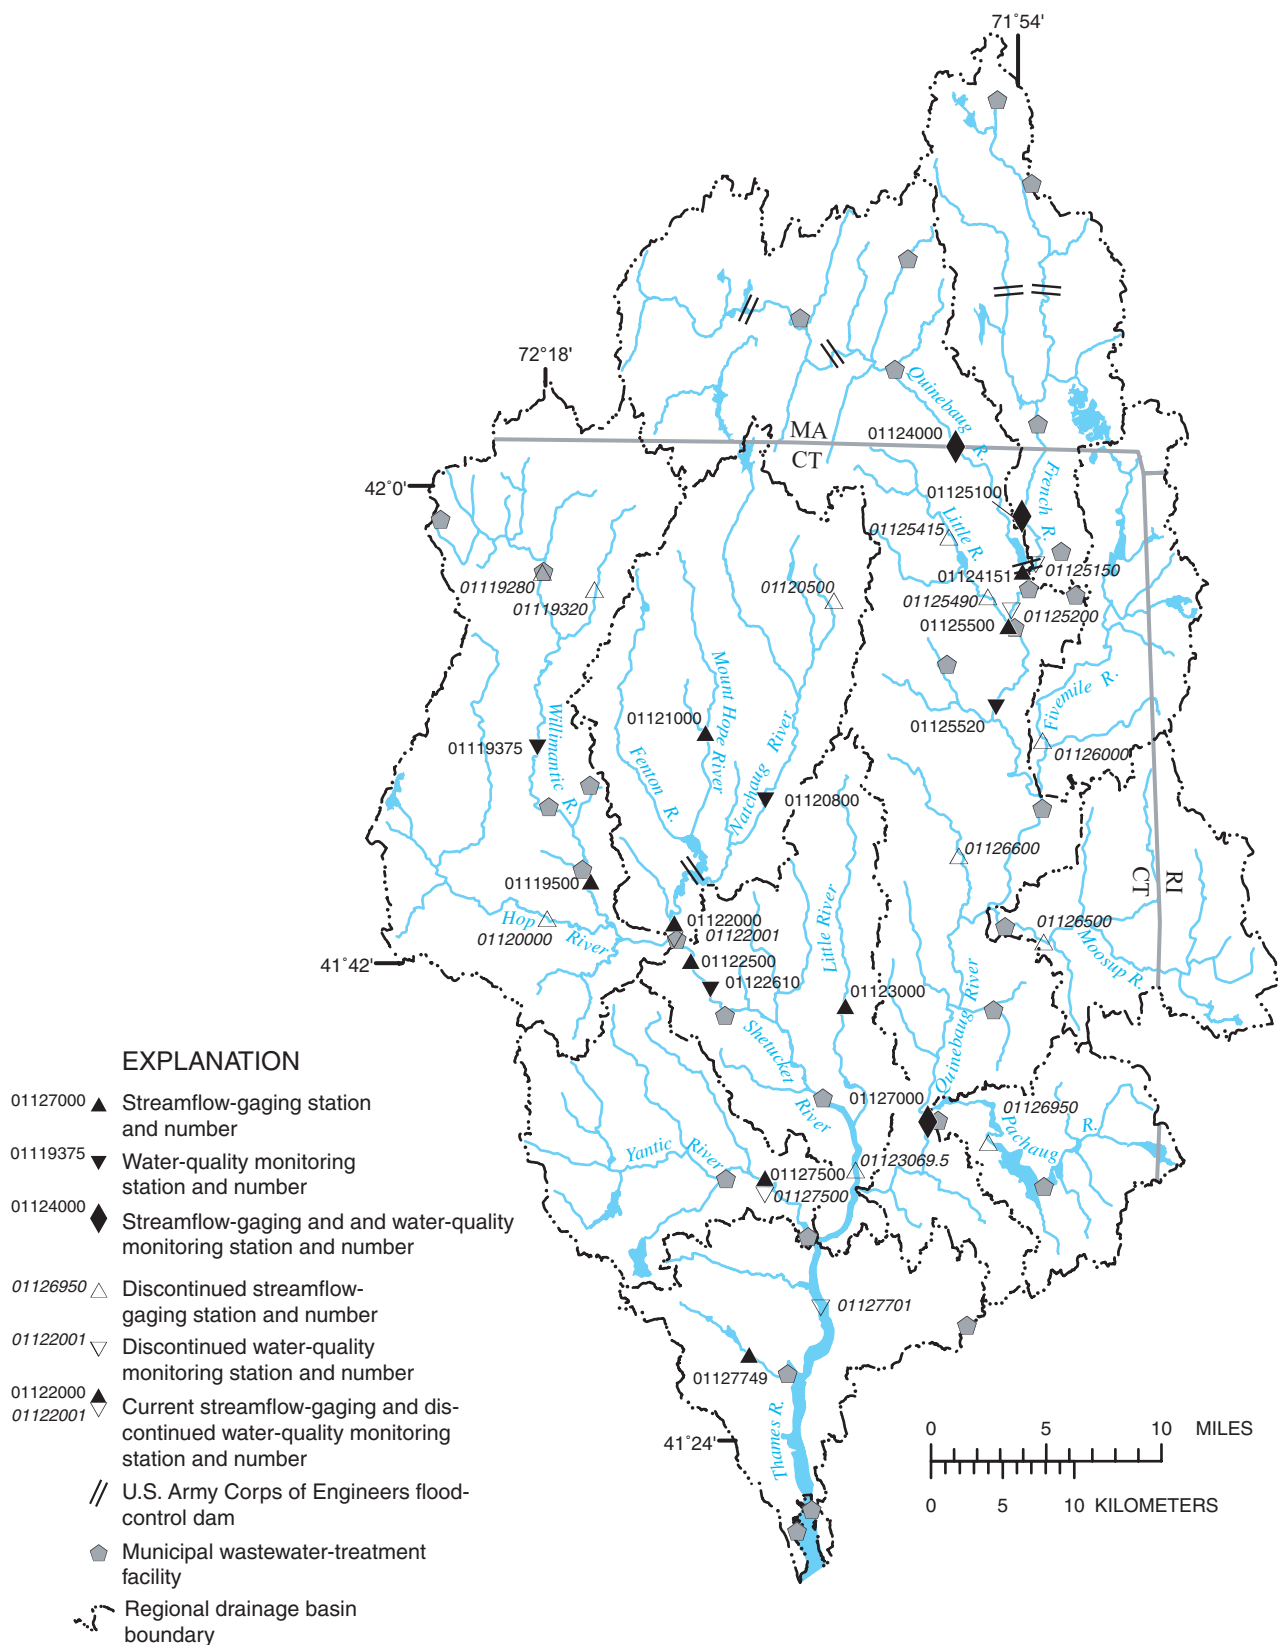 71°54'
72°18'
Quinebaug R.
01124000
MA
CT
42°0'
01125100
French R.
01125415
Little R.
01119280
01119320
01120500
01124151
01125150
01125490
01125200
01125500
Mount Hope River
01121000
Fivemile R.
01125520
01126000
Willimantic R.
01119375
Fenton R.
Natchaug River
01120800
01126600
CT
RI
01119500
Little River
01122000
01122001
Hop River
01120000
01126500
Moosup R.
41°42'
01122500
01122610
01123000
Quinebaug River
Shetucket River
01127000
01126950
Pachaug R.
Yantic River
01127500
01127500
01123069.5
01127701
01127749
41°24'
Thames R.
EXPLANATION
01127000 Streamflow-gaging station
and number
01119375 Water-quality monitoring
station and number
01124000 Streamflow-gaging and and water-quality
monitoring station and number
01126950 Discontinued streamflow-
gaging station and number
01122001 Discontinued water-quality
monitoring station and number
01122000
01122001
Current streamflow-gaging and dis-
continued water-quality monitoring
station and number
U.S. Army Corps of Engineers flood-
control dam
Municipal wastewater-treatment
facility
Regional drainage basin
boundary
0 5 10 MILES
0 5 10 KILOMETERS